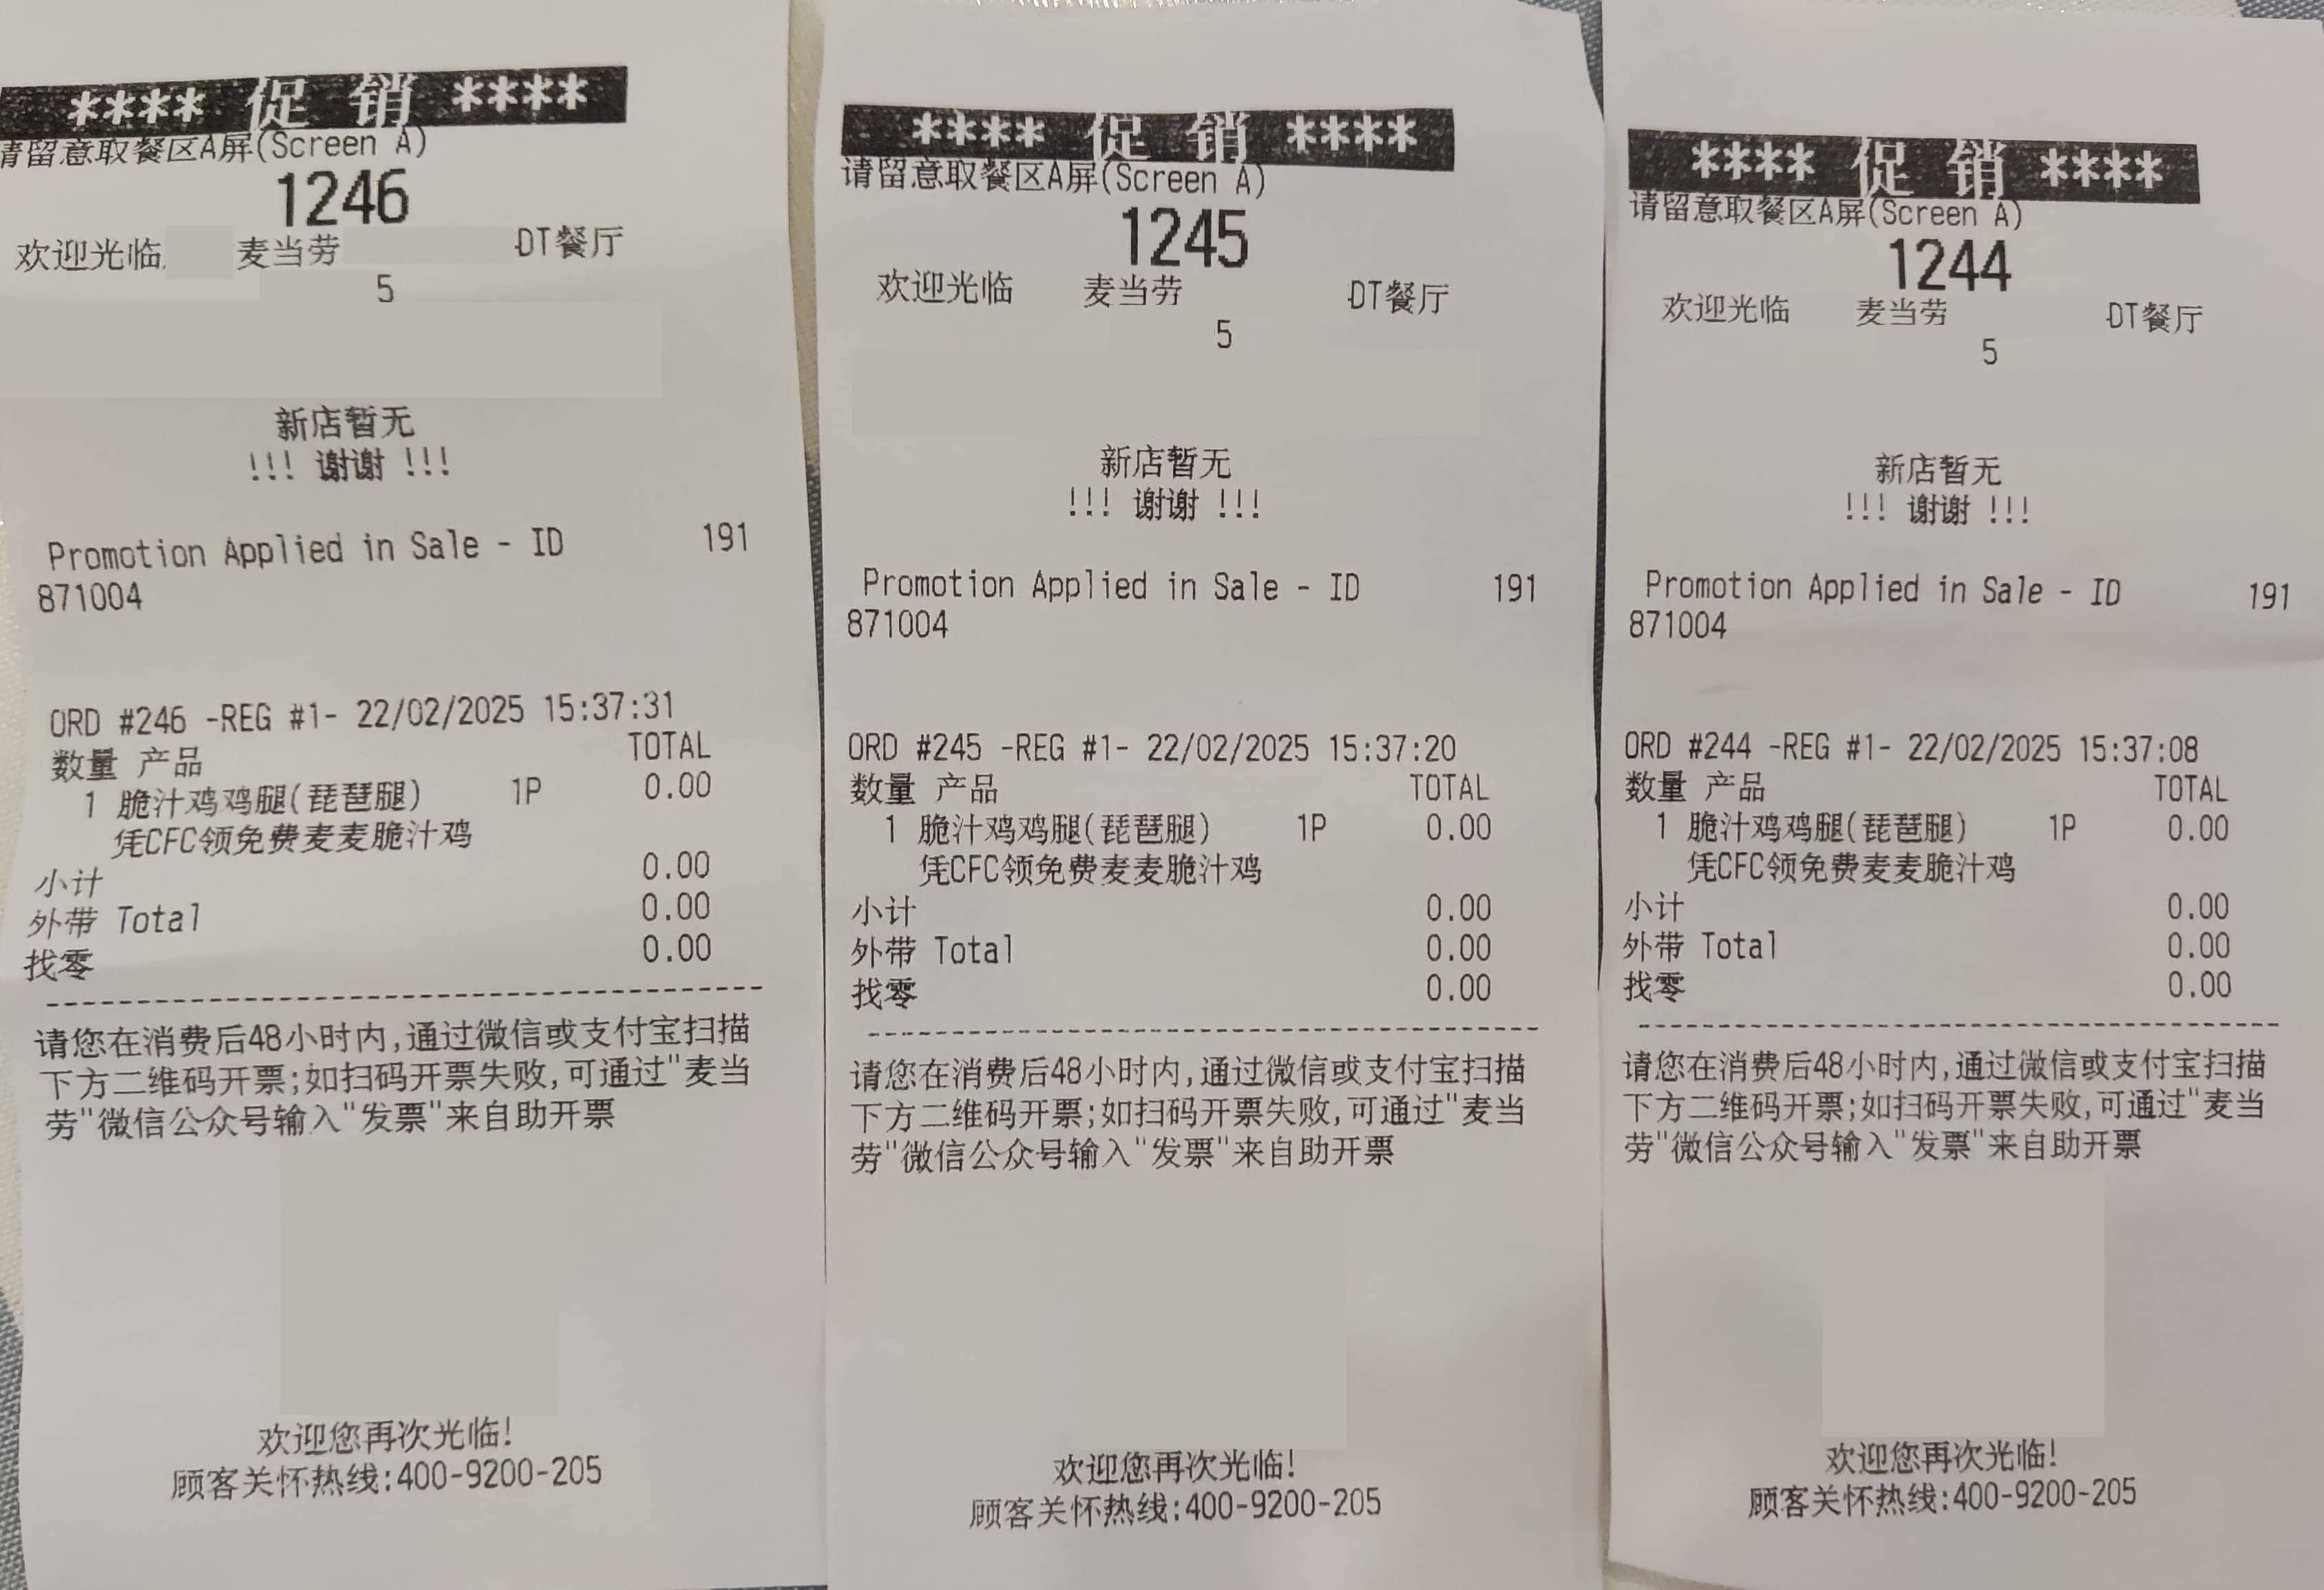 **** 促 销 ****
请留意取餐区A屏(Screen A)
1246
欢迎光临 麦当劳 DT餐厅
5
新店暂无
!!! 谢谢 !!!
Promotion Applied in Sale - ID 191
871004
ORD #246 -REG #1- 22/02/2025 15:37:31
数量 产品 TOTAL
1 脆汁鸡鸡腿(琵琶腿) 1P 0.00
凭CFC领免费麦麦脆汁鸡
小计 0.00
外带 Total 0.00
找零 0.00
----------------------------------------
请您在消费后48小时内,通过微信或支付宝扫描
下方二维码开票;如扫码开票失败,可通过"麦当
劳"微信公众号输入"发票"来自助开票
欢迎您再次光临!
顾客关怀热线:400-9200-205
**** 促 销 ****
请留意取餐区A屏(Screen A)
1245
欢迎光临 麦当劳 DT餐厅
5
新店暂无
!!! 谢谢 !!!
Promotion Applied in Sale - ID 191
871004
ORD #245 -REG #1- 22/02/2025 15:37:20
数量 产品 TOTAL
1 脆汁鸡鸡腿(琵琶腿) 1P 0.00
凭CFC领免费麦麦脆汁鸡
小计 0.00
外带 Total 0.00
找零 0.00
----------------------------------------
请您在消费后48小时内,通过微信或支付宝扫描
下方二维码开票;如扫码开票失败,可通过"麦当
劳"微信公众号输入"发票"来自助开票
欢迎您再次光临!
顾客关怀热线:400-9200-205
**** 促 销 ****
请留意取餐区A屏(Screen A)
1244
欢迎光临 麦当劳 DT餐厅
5
新店暂无
!!! 谢谢 !!!
Promotion Applied in Sale - ID 191
871004
ORD #244 -REG #1- 22/02/2025 15:37:08
数量 产品 TOTAL
1 脆汁鸡鸡腿(琵琶腿) 1P 0.00
凭CFC领免费麦麦脆汁鸡
小计 0.00
外带 Total 0.00
找零 0.00
----------------------------------------
请您在消费后48小时内,通过微信或支付宝扫描
下方二维码开票;如扫码开票失败,可通过"麦当
劳"微信公众号输入"发票"来自助开票
欢迎您再次光临!
顾客关怀热线:400-9200-205